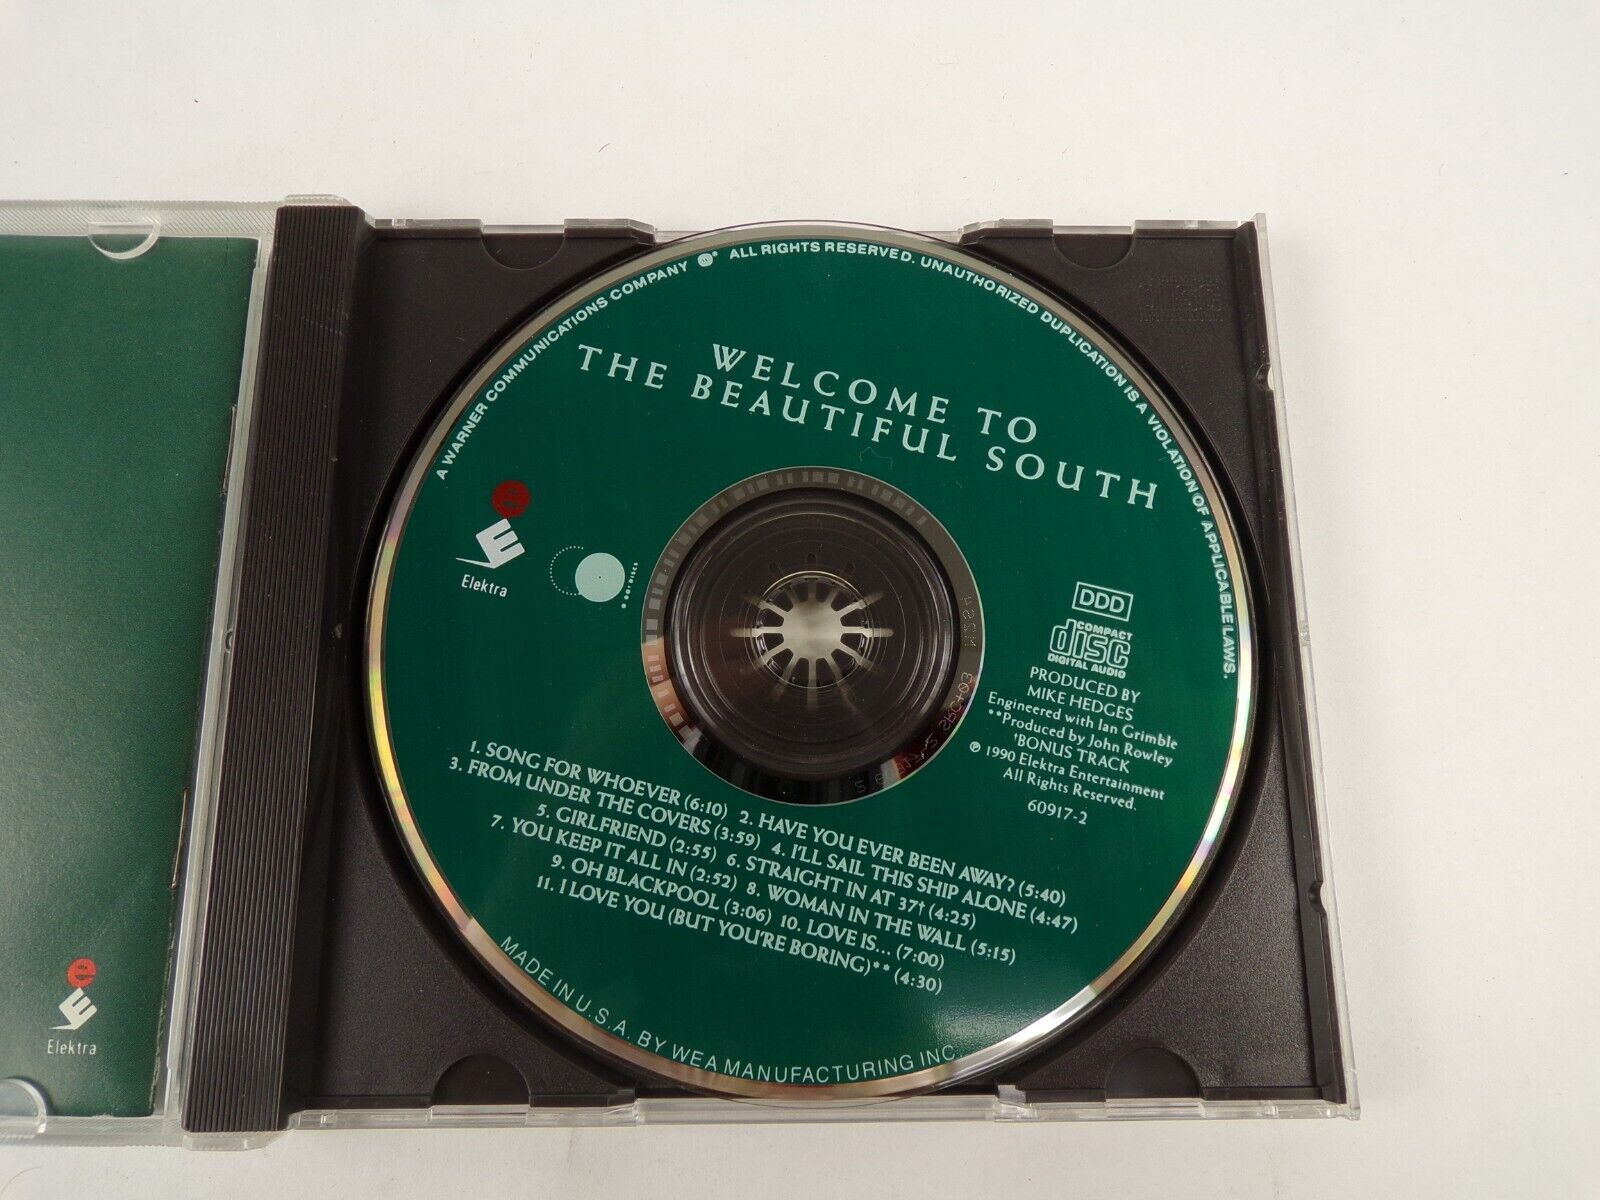 A WARNER COMMUNICATIONS COMPANY ALL RIGHTS RESERVED. UNAUTHORIZED DUPLICATION IS A VIOLATION OF APPLICABLE LAWS.
WELCOME TO
THE BEAUTIFUL SOUTH
Elektra
DDD
COMPACT
disc
DIGITAL AUDIO
PRODUCED BY
MIKE HEDGES
Engineered with Ian Grimble
**Produced by John Rowley
†BONUS TRACK
℗ 1990 Elektra Entertainment
All Rights Reserved.
60917-2
1. SONG FOR WHOEVER (6:10) 2. HAVE YOU EVER BEEN AWAY? (5:40)
3. FROM UNDER THE COVERS (3:59) 4. I'LL SAIL THIS SHIP ALONE (4:47)
5. GIRLFRIEND (2:55) 6. STRAIGHT IN AT 37† (4:25)
7. YOU KEEP IT ALL IN (2:52) 8. WOMAN IN THE WALL (5:15)
9. OH BLACKPOOL (3:06) 10. LOVE IS... (7:00)
11. I LOVE YOU (BUT YOU'RE BORING)** (4:30)
MADE IN U.S.A. BY WEA MANUFACTURING INC.
Elektra